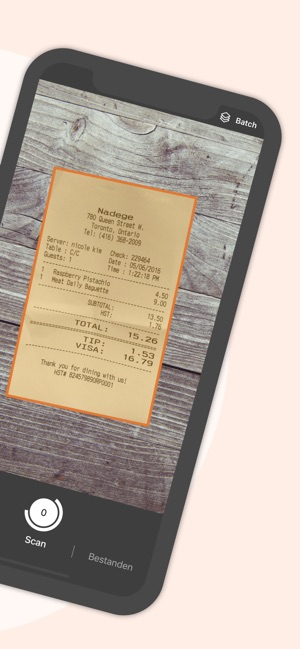 Batch
Nadege
780 Queen Street W.
Toronto, Ontario
Tel: (416) 368-2009
Server: nicole kim Check: 229464
Table : C/C Date : 05/06/2016
Guests: 1 Time : 1:22:18 PM
1 Raspberry Pistachio 4.50
1 Meat Daily Baguette 9.00
SUBTOTAL: 13.50
HST: 1.76
TOTAL: 15.26
TIP: 1.53
VISA: 16.79
Thank you for dining with us!
HST# 824579890RP0001
0
Scan
Bestanden